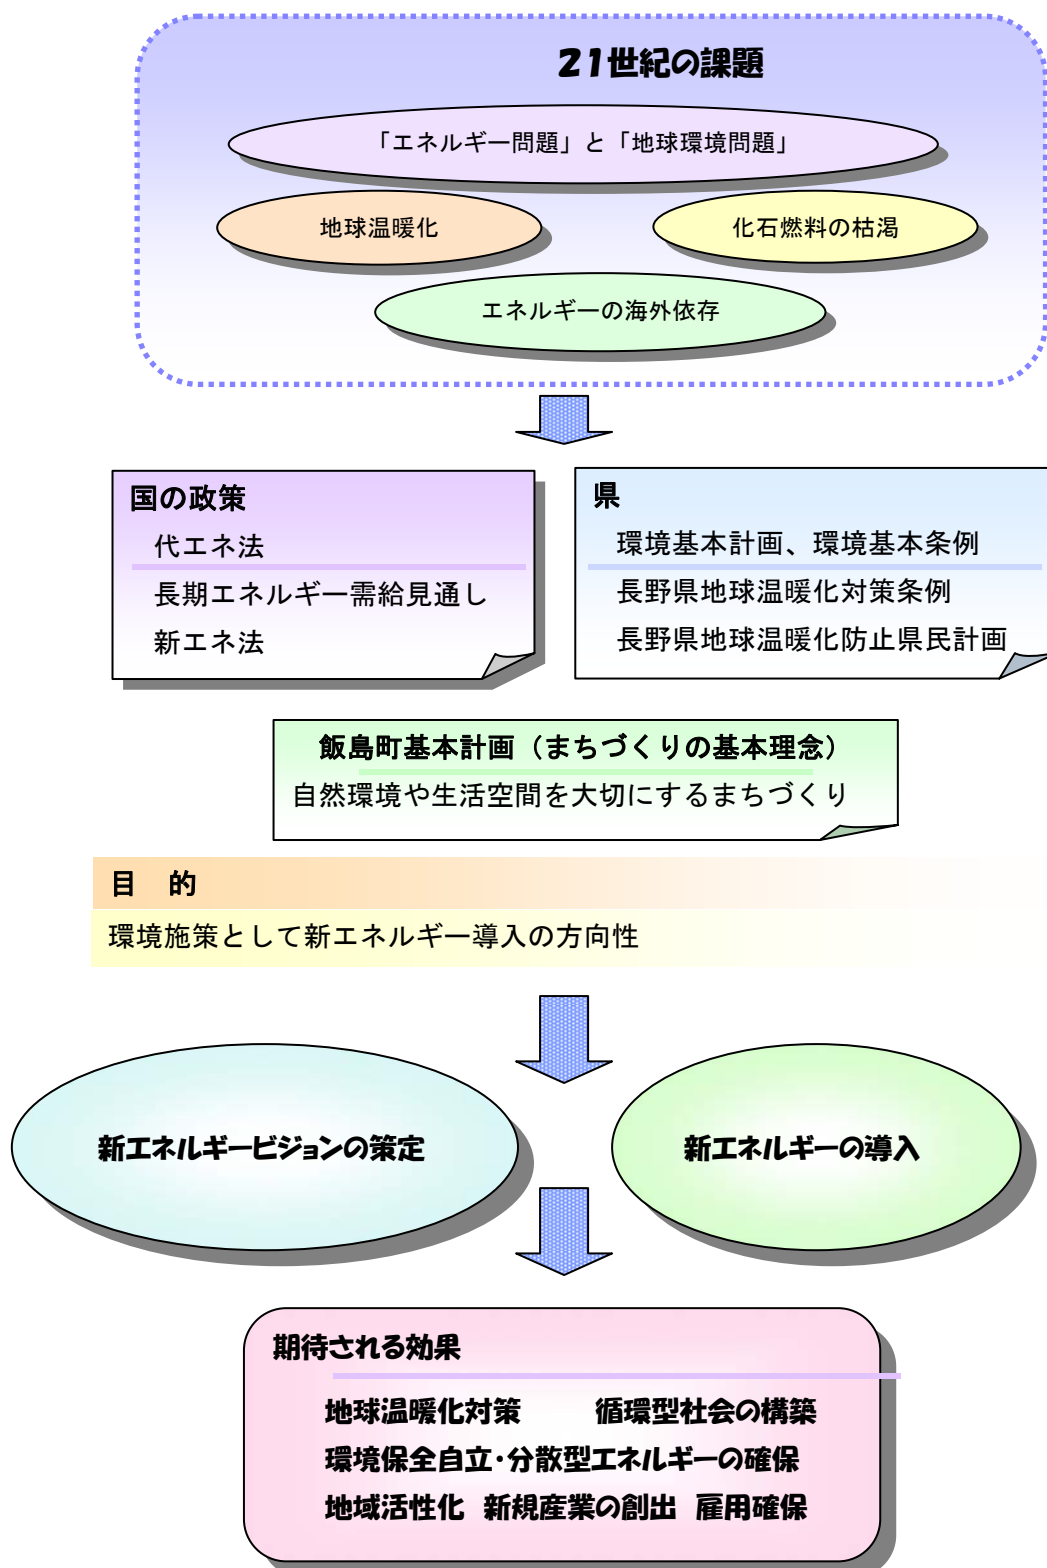 21世紀の課題
「エネルギー問題」と「地球環境問題」
地球温暖化
化石燃料の枯渇
エネルギーの海外依存
国の政策
代エネ法
長期エネルギー需給見通し
新エネ法
県
環境基本計画、環境基本条例
長野県地球温暖化対策条例
長野県地球温暖化防止県民計画
飯島町基本計画（まちづくりの基本理念）
自然環境や生活空間を大切にするまちづくり
目　的
環境施策として新エネルギー導入の方向性
新エネルギービジョンの策定
新エネルギーの導入
期待される効果
地球温暖化対策　　循環型社会の構築
環境保全自立・分散型エネルギーの確保
地域活性化　新規産業の創出　雇用確保